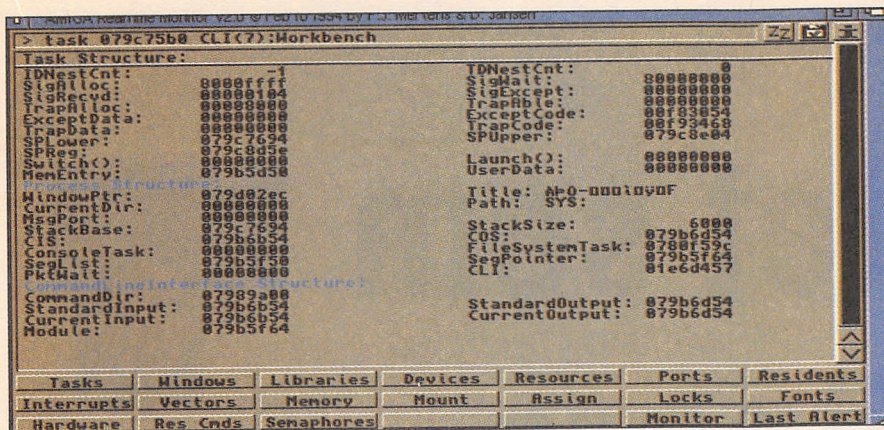 AMIGA Realtime Monitor V2.0 © Feb 10 1994 by P.J. Mertens & D. Jansen
> task 079c75b0 CLI(7):Workbench
Task Structure:
IDNestCnt: -1 TDNestCnt: 0
SigAlloc: 8000ffff SigWait: 80000000
SigRecvd: 00000104 SigExcept: 00000000
TrapAlloc: 00008000 TrapAble: 00000000
ExceptData: 00000000 ExceptCode: 00f83054
TrapData: 00000000 TrapCode: 00f93468
SPLower: 079c7694 SPUpper: 079c8e04
SPReg: 079c8d5e
Switch(): 00000000 Launch(): 00000000
MemEntry: 079b5d50 UserData: 00000000
Process Structure:
WindowPtr: 079d02ec Title:
CurrentDir: 00000000 Path: SYS:
MsgPort: 00000000
StackBase: 079c7694 StackSize: 6000
CIS: 079b6b54 COS: 079b6d54
ConsoleTask: 00000000 FileSystemTask: 0780f59c
SegList: 079b5f50 SegPointer: 079b5f64
PktWait: 00000000 CLI: 01e6d457
CommandLineInterface Structure:
CommandDir: 07989a04
StandardInput: 079b6b54 StandardOutput: 079b6d54
CurrentInput: 079b6b54 CurrentOutput: 079b6d54
Module: 079b5f64
Tasks Windows Libraries Devices Resources Ports Residents
Interrupts Vectors Memory Mount Assign Locks Fonts
Hardware Res Cmds Semaphores Monitor Last Alert